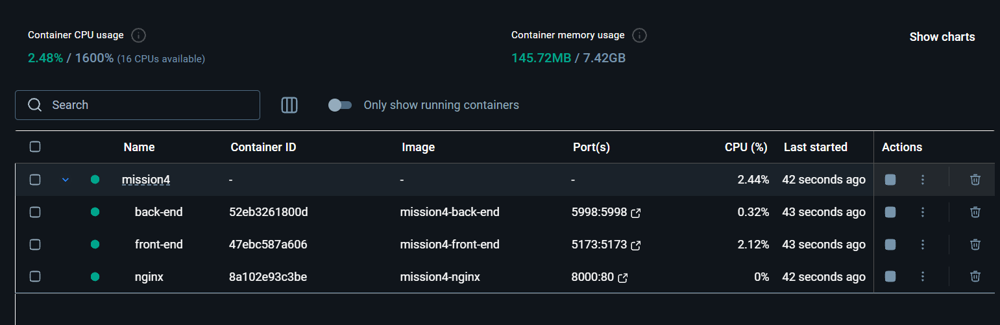 Container CPU usage
2.48% / 1600% (16 CPUs available)
Container memory usage
145.72MB / 7.42GB
Show charts
Search
Only show running containers
Name Container ID Image Port(s) CPU (%) Last started Actions
mission4 - - - 2.44% 42 seconds ago
back-end 52eb3261800d mission4-back-end 5998:5998 0.32% 43 seconds ago
front-end 47ebc587a606 mission4-front-end 5173:5173 2.12% 43 seconds ago
nginx 8a102e93c3be mission4-nginx 8000:80 0% 42 seconds ago